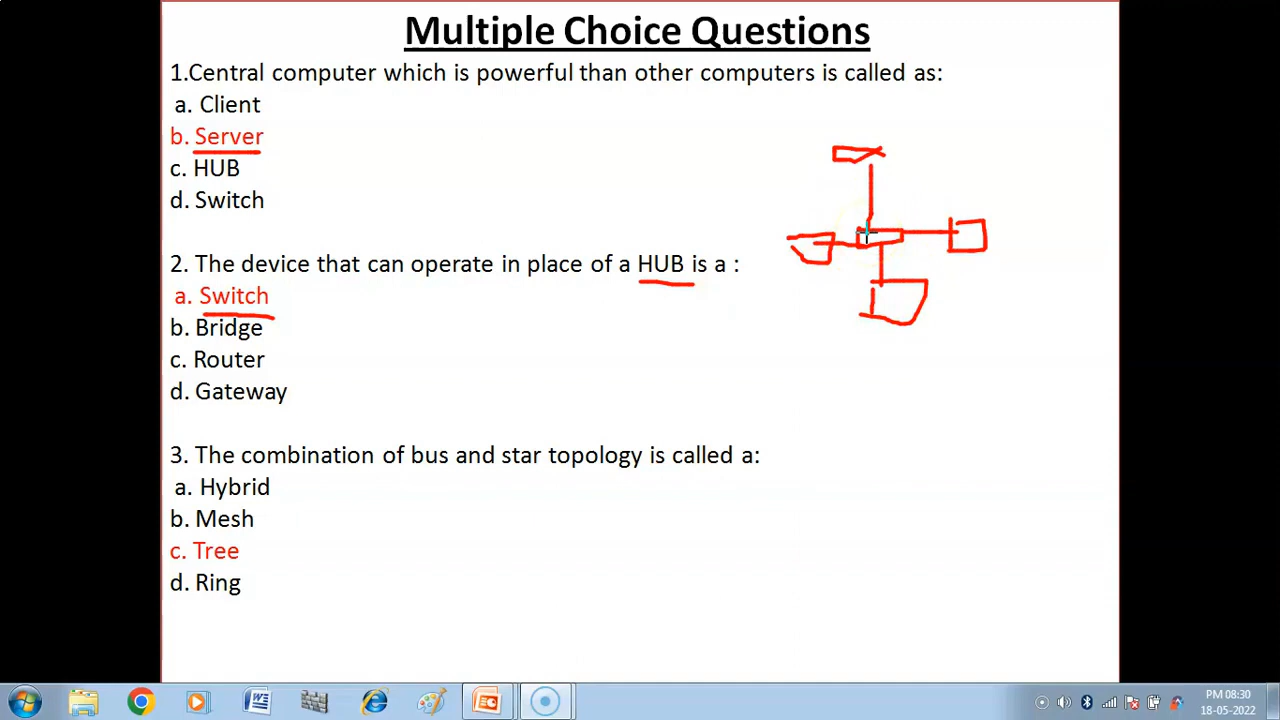 Multiple Choice Questions
1.Central computer which is powerful than other computers is called as:
a. Client
b. Server
c. HUB
d. Switch
2. The device that can operate in place of a HUB is a :
a. Switch
b. Bridge
c. Router
d. Gateway
3. The combination of bus and star topology is called a:
a. Hybrid
b. Mesh
c. Tree
d. Ring
PM 08:30
18-05-2022